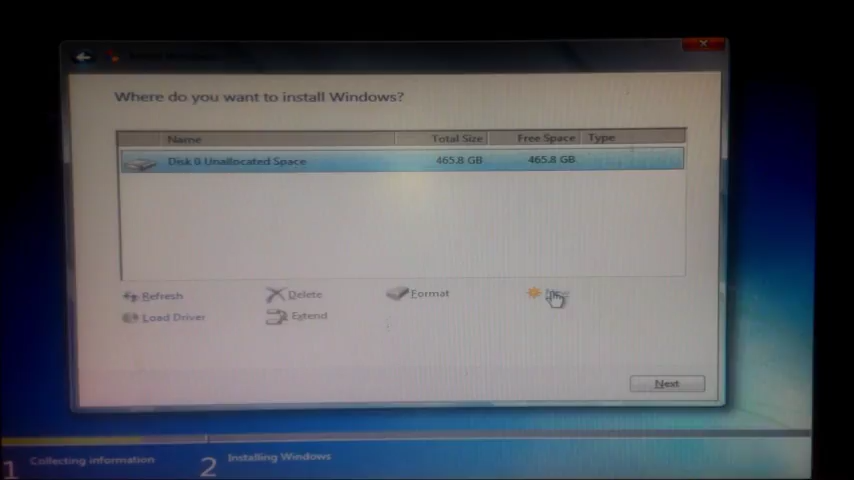 Where do you want to install Windows?
Name Total Size Free Space Type
Disk 0 Unallocated Space 465.8 GB 465.8 GB
Refresh Delete Format
Load Driver Extend
Next
1 Collecting information 2 Installing Windows